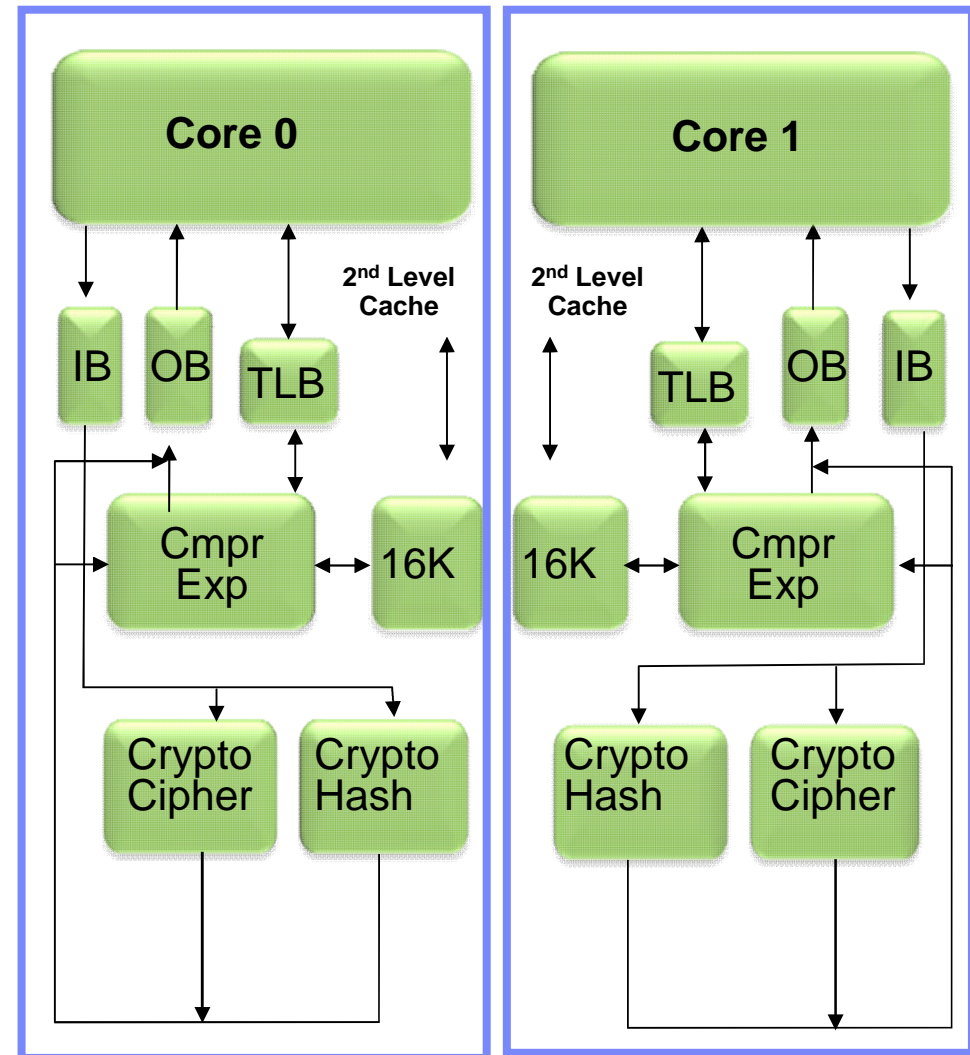 Core 0
2nd Level
Cache
IB
OB
TLB
Cmpr
Exp
16K
Crypto
Cipher
Crypto
Hash
Core 1
2nd Level
Cache
TLB
OB
IB
16K
Cmpr
Exp
Crypto
Hash
Crypto
Cipher